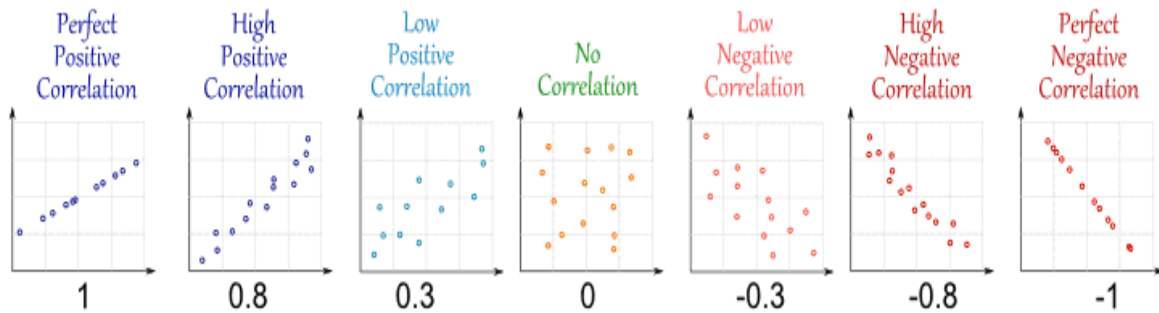 Perfect
Positive
Correlation
High
Positive
Correlation
Low
Positive
Correlation
No
Correlation
Low
Negative
Correlation
High
Negative
Correlation
Perfect
Negative
Correlation
1
0.8
0.3
0
-0.3
-0.8
-1